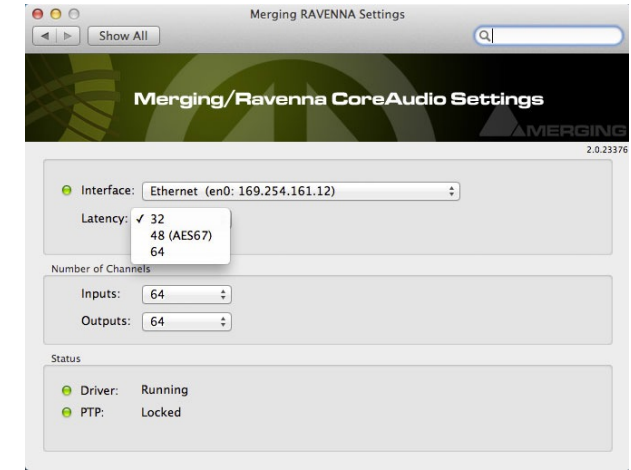 Merging RAVENNA Settings
Show All
Merging/Ravenna CoreAudio Settings
MERGING
2.0.23376
Interface: Ethernet (en0: 169.254.161.12)
Latency: ✓ 32
48 (AES67)
64
Number of Channels
Inputs: 64
Outputs: 64
Status
Driver: Running
PTP: Locked